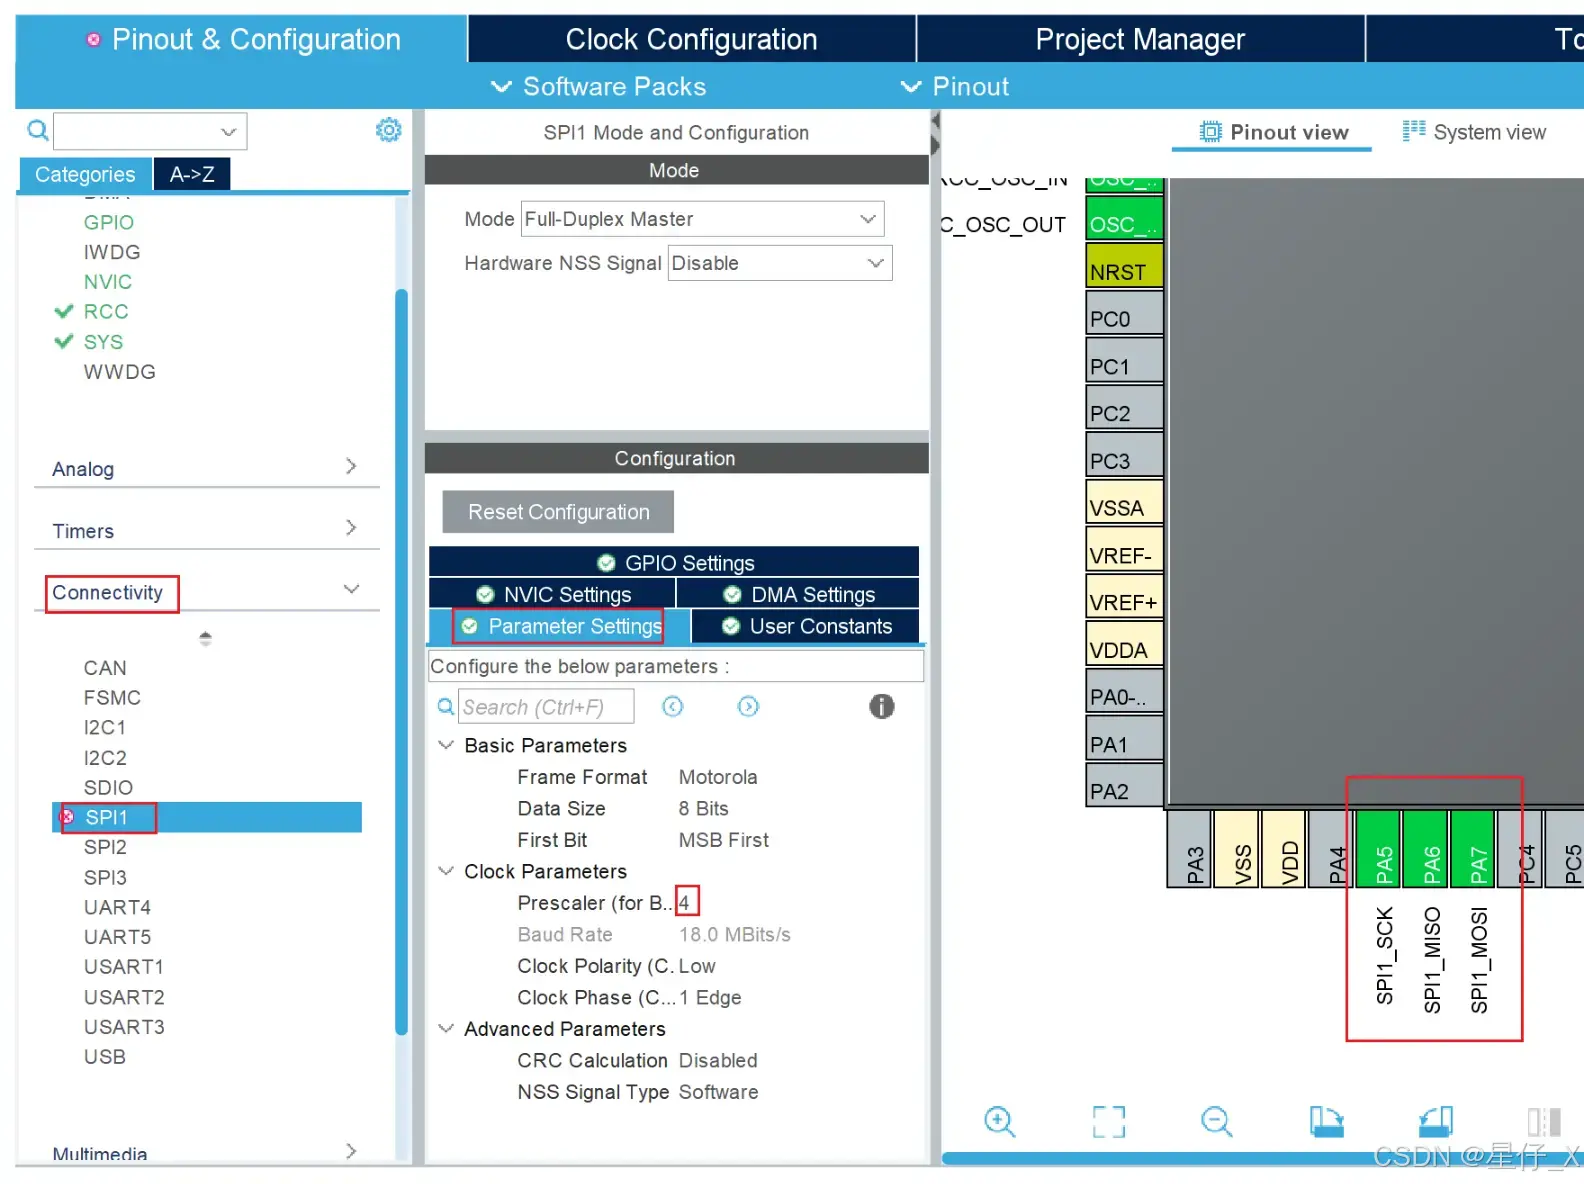 Pinout & Configuration
Clock Configuration
Project Manager
Software Packs
Pinout
Categories
A->Z
GPIO
IWDG
NVIC
RCC
SYS
WWDG
Analog
Timers
Connectivity
CAN
FSMC
I2C1
I2C2
SDIO
SPI1
SPI2
SPI3
UART4
UART5
USART1
USART2
USART3
USB
Multimedia
SPI1 Mode and Configuration
Mode
Mode Full-Duplex Master
Hardware NSS Signal Disable
Configuration
Reset Configuration
GPIO Settings
NVIC Settings
DMA Settings
Parameter Settings
User Constants
Configure the below parameters :
Search (Ctrl+F)
Basic Parameters
Frame Format Motorola
Data Size 8 Bits
First Bit MSB First
Clock Parameters
Prescaler (for B.. 4
Baud Rate 18.0 MBits/s
Clock Polarity (C. Low
Clock Phase (C... 1 Edge
Advanced Parameters
CRC Calculation Disabled
NSS Signal Type Software
Pinout view
System view
C_OSC_OUT
OSC_..
OSC_..
NRST
PC0
PC1
PC2
PC3
VSSA
VREF-
VREF+
VDDA
PA0-..
PA1
PA2
PA3
VSS
VDD
PA4
PA5
PA6
PA7
PC4
PC5
SPI1_SCK
SPI1_MISO
SPI1_MOSI
CSDN @星仔_X